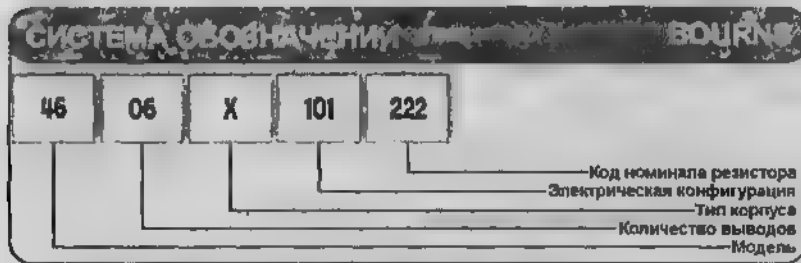 СИСТЕМА ОБОЗНАЧЕНИЙ BOURNS
46 06 X 101 222
Код номинала резистора
Электрическая конфигурация
Тип корпуса
Количество выводов
Модель